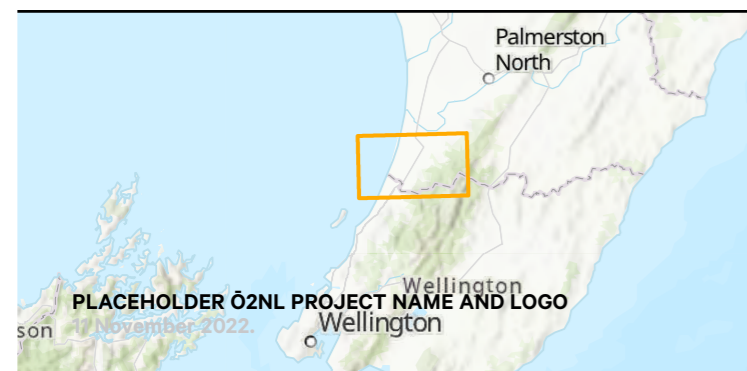 Palmerston
North
Wellington
PLACEHOLDER Ō2NL PROJECT NAME AND LOGO
17 November 2022.
son
Wellington